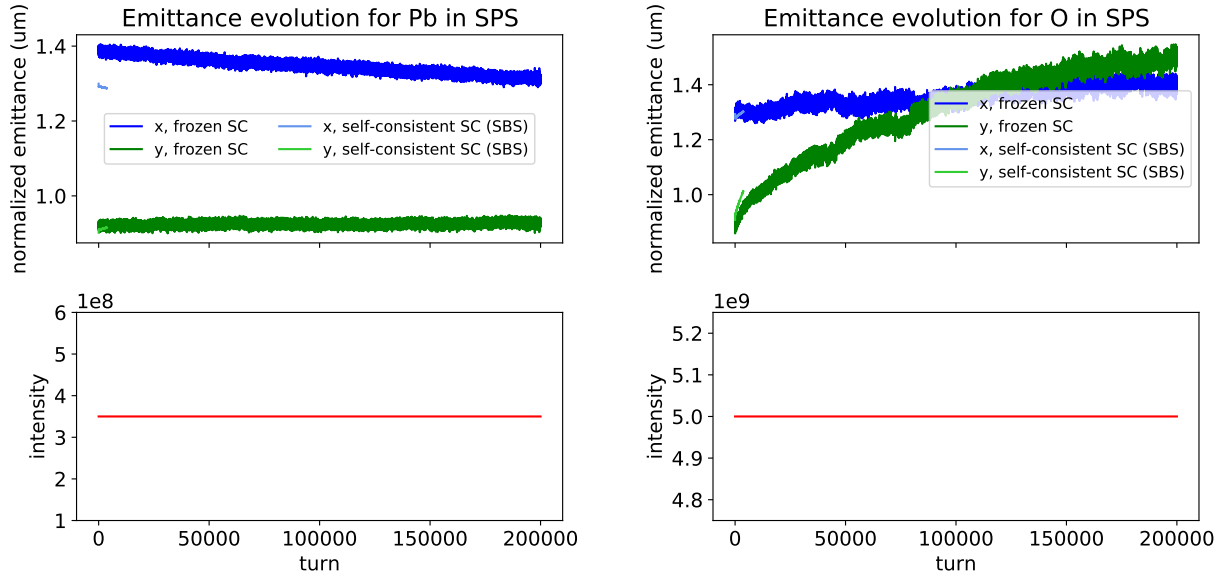 Emittance evolution for Pb in SPS
normalized emittance (um)
1.4
1.2
1.0
x, frozen SC
y, frozen SC
x, self-consistent SC (SBS)
y, self-consistent SC (SBS)
Emittance evolution for O in SPS
normalized emittance (um)
1.4
1.2
1.0
x, frozen SC
y, frozen SC
x, self-consistent SC (SBS)
y, self-consistent SC (SBS)
1e8
intensity
6
5
4
3
2
1
0 50000 100000 150000 200000
turn
1e9
intensity
5.2
5.1
5.0
4.9
4.8
0 50000 100000 150000 200000
turn